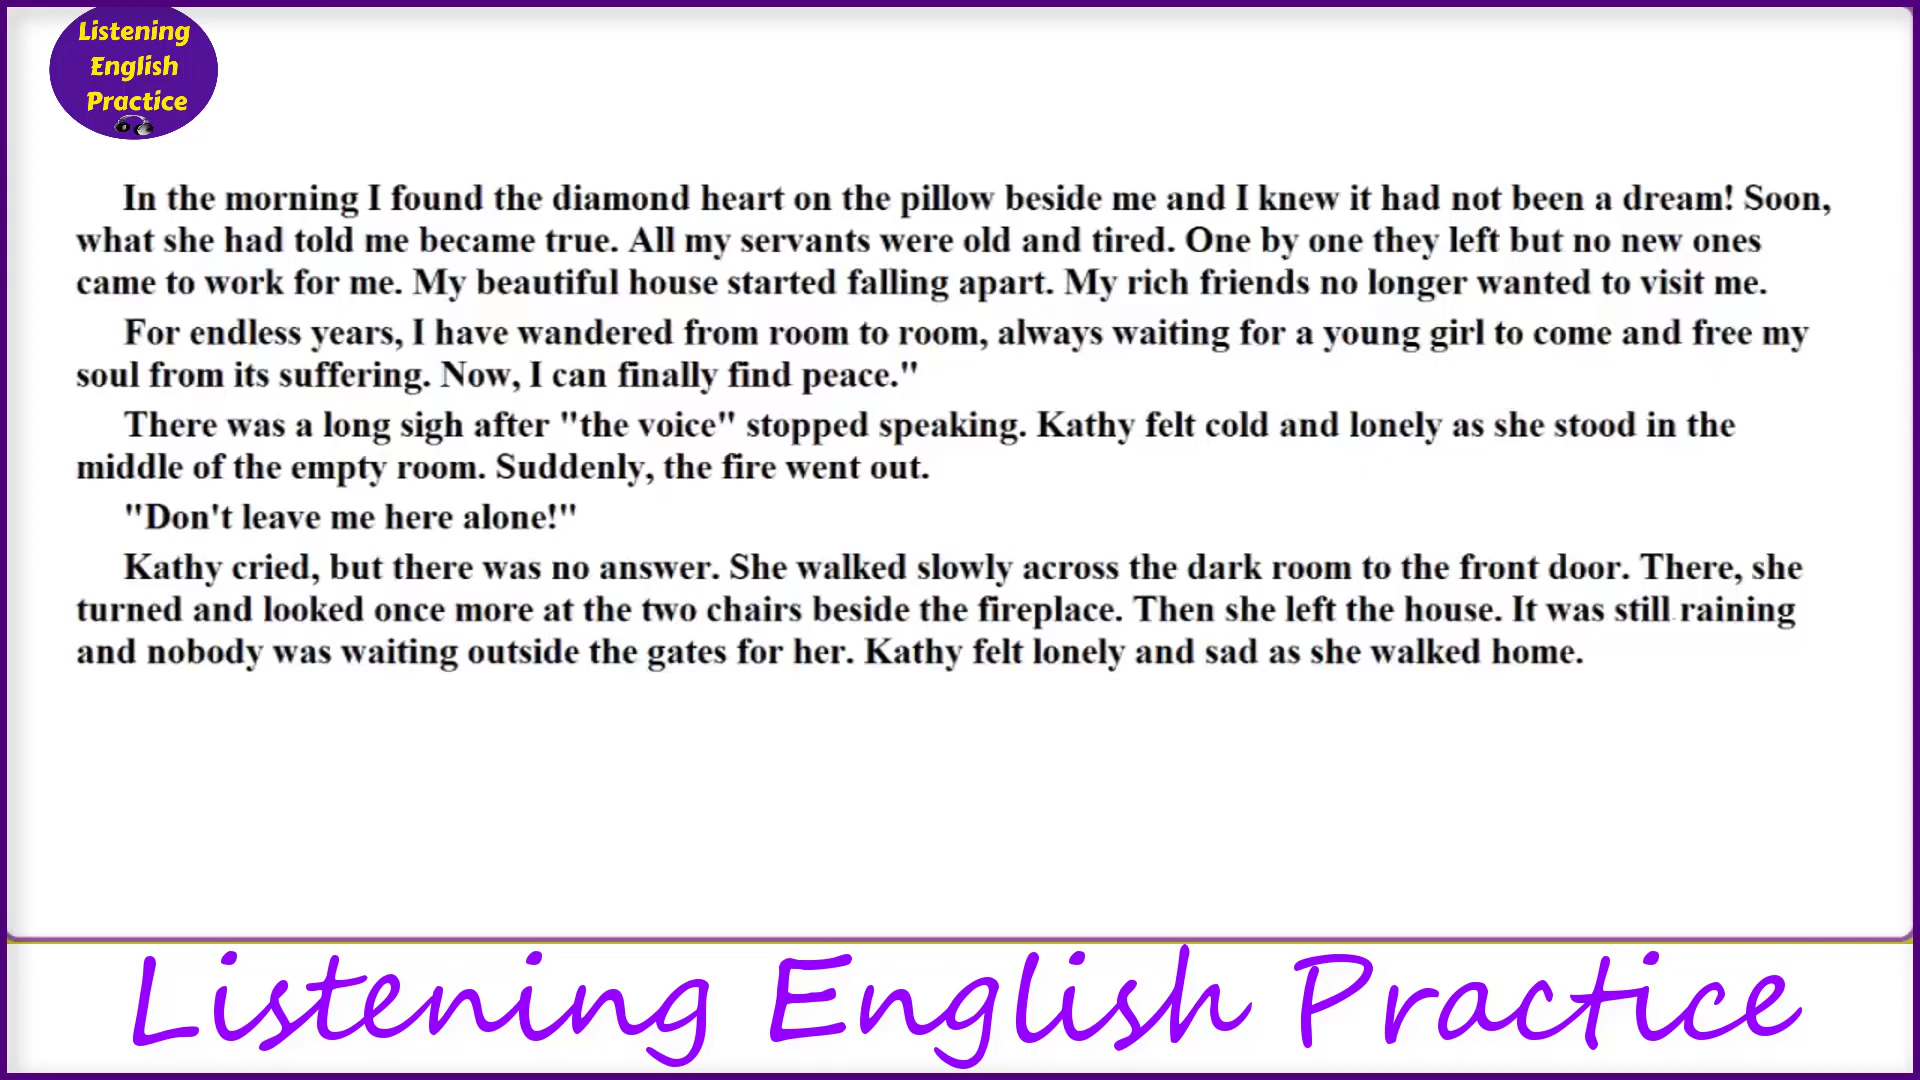 Listening
English
Practice
In the morning I found the diamond heart on the pillow beside me and I knew it had not been a dream! Soon,
what she had told me became true. All my servants were old and tired. One by one they left but no new ones
came to work for me. My beautiful house started falling apart. My rich friends no longer wanted to visit me.
For endless years, I have wandered from room to room, always waiting for a young girl to come and free my
soul from its suffering. Now, I can finally find peace."
There was a long sigh after "the voice" stopped speaking. Kathy felt cold and lonely as she stood in the
middle of the empty room. Suddenly, the fire went out.
"Don't leave me here alone!"
Kathy cried, but there was no answer. She walked slowly across the dark room to the front door. There, she
turned and looked once more at the two chairs beside the fireplace. Then she left the house. It was still raining
and nobody was waiting outside the gates for her. Kathy felt lonely and sad as she walked home.
Listening English Practice